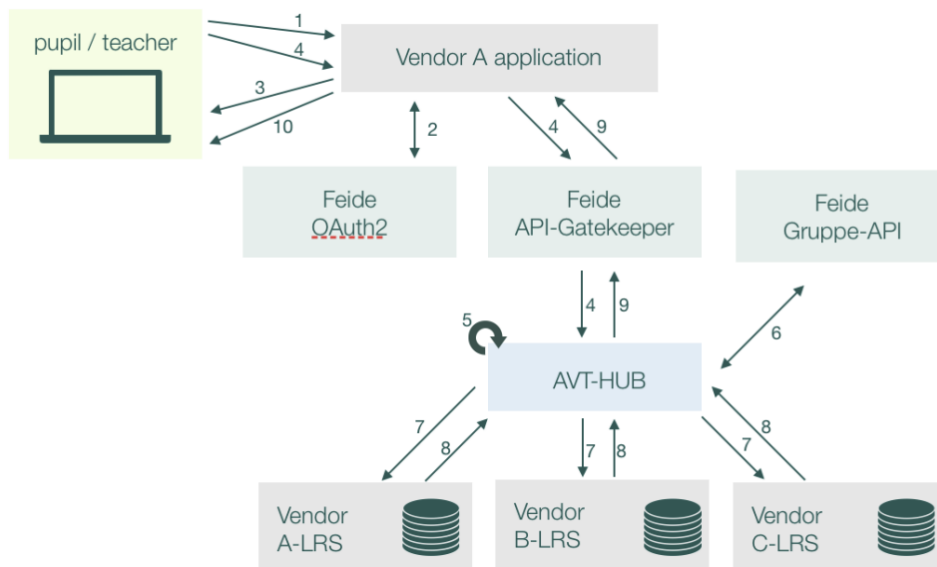 pupil / teacher
1
4
3
10
Vendor A application
2
4
9
Feide
OAuth2
Feide
API-Gatekeeper
Feide
Gruppe-API
4
9
5
6
AVT-HUB
7
8
7
8
7
8
Vendor
A-LRS
Vendor
B-LRS
Vendor
C-LRS